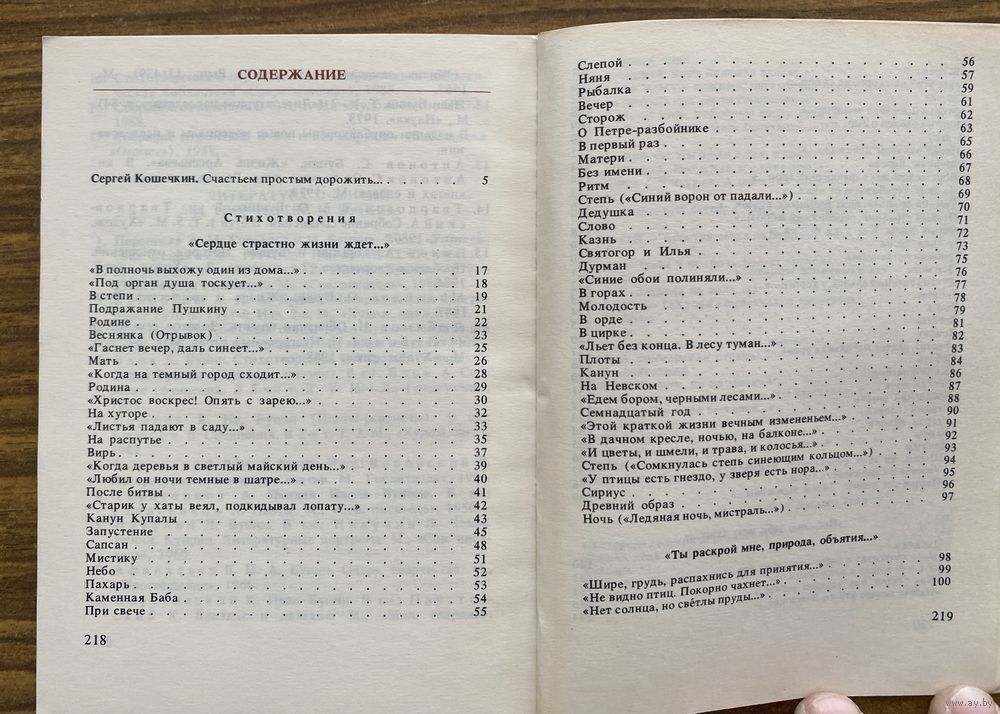 СОДЕРЖАНИЕ
Сергей Кошечкин. Счастьем простым дорожить... . . . . . . 5
Стихотворения
«Сердце страстно жизни ждет...»
«В полночь выхожу один из дома...» . . . . . . 17
«Под орган душа тоскует...» . . . . . . 18
В степи . . . . . . 19
Подражание Пушкину . . . . . . 21
Родине . . . . . . 22
Веснянка (Отрывок) . . . . . . 23
«Гаснет вечер, даль синеет...» . . . . . . 25
Мать . . . . . . 26
«Когда на темный город сходит...» . . . . . . 28
Родина . . . . . . 29
«Христос воскрес! Опять с зарею...» . . . . . . 30
На хуторе . . . . . . 32
«Листья падают в саду...» . . . . . . 33
На распутье . . . . . . 35
Вирь . . . . . . 37
«Когда деревья в светлый майский день...» . . . . . . 39
«Любил он ночи темные в шатре...» . . . . . . 40
После битвы . . . . . . 41
«Старик у хаты веял, подкидывал лопату...» . . . . . . 42
Канун Купалы . . . . . . 43
Запустение . . . . . . 45
Сапсан . . . . . . 48
Мистику . . . . . . 51
Небо . . . . . . 52
Пахарь . . . . . . 53
Каменная Баба . . . . . . 54
При свече . . . . . . 55
218
Слепой . . . . . . 56
Няня . . . . . . 57
Рыбалка . . . . . . 59
Вечер . . . . . . 61
Сторож . . . . . . 62
О Петре-разбойнике . . . . . . 63
В первый раз . . . . . . 65
Матери . . . . . . 66
Без имени . . . . . . 67
Ритм . . . . . . 68
Степь («Синий ворон от падали...») . . . . . . 69
Дедушка . . . . . . 70
Слово . . . . . . 71
Казнь . . . . . . 72
Святогор и Илья . . . . . . 73
Дурман . . . . . . 75
«Синие обои полиняли...» . . . . . . 76
В горах . . . . . . 77
Молодость . . . . . . 78
В орде . . . . . . 79
В цирке . . . . . . 81
«Льет без конца. В лесу туман...» . . . . . . 82
Плоты . . . . . . 83
Канун . . . . . . 84
На Невском . . . . . . 86
«Едем бором, черными лесами...» . . . . . . 87
Семнадцатый год . . . . . . 88
«Этой краткой жизни вечным измененьем...» . . . . . . 90
«В дачном кресле, ночью, на балконе...» . . . . . . 91
«И цветы, и шмели, и трава, и колосья...» . . . . . . 92
Степь («Сомкнулась степь синеющим кольцом...») . . . . . . 93
«У птицы есть гнездо, у зверя есть нора...» . . . . . . 94
Сириус . . . . . . 95
Древний образ . . . . . . 96
Ночь («Ледяная ночь, мистраль...») . . . . . . 97
«Ты раскрой мне, природа, объятия...»
«Шире, грудь, распахнись для принятия...» . . . . . . 98
«Не видно птиц. Покорно чахнет...» . . . . . . 99
«Нет солнца, но светлы пруды...» . . . . . . 100
219
www.ay.by